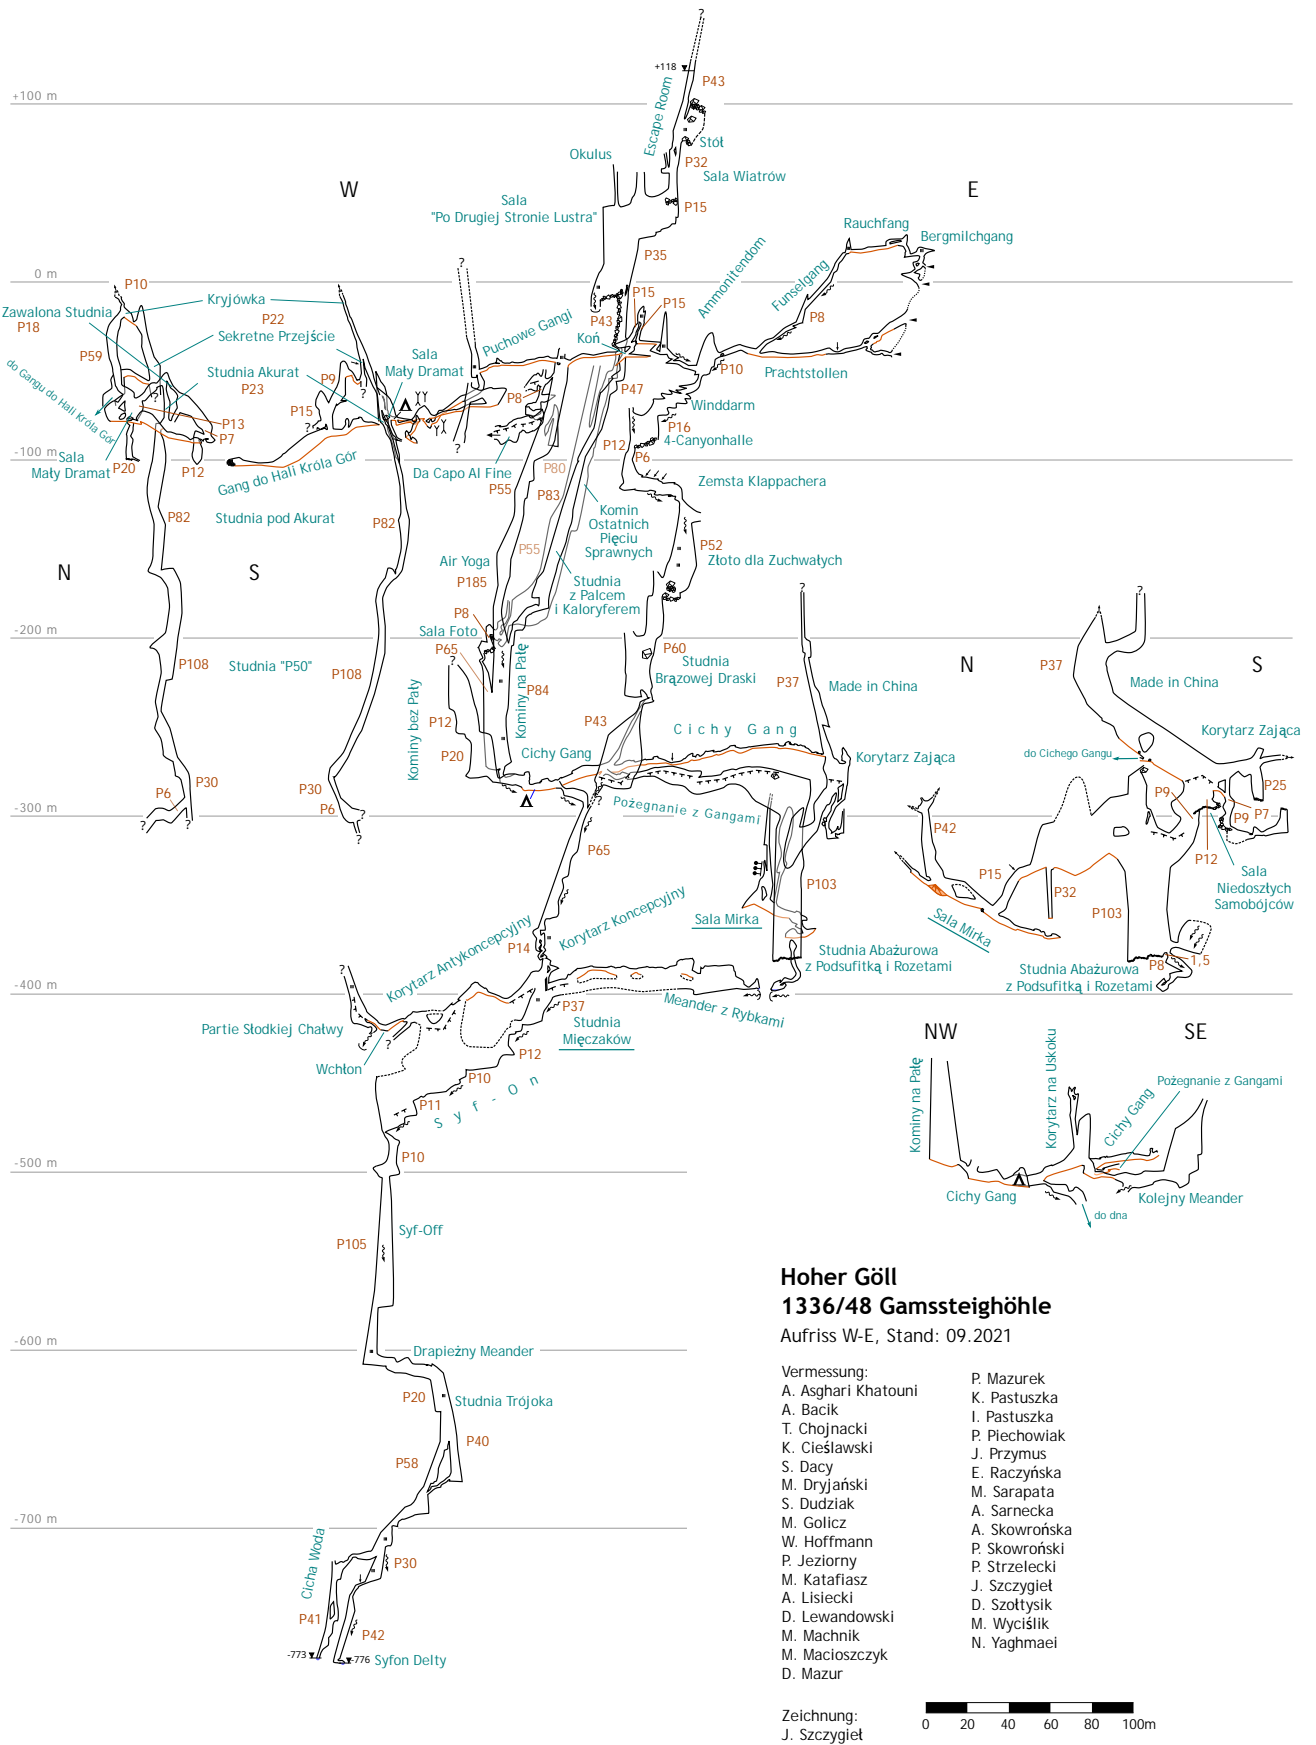 ?
+118
P43
+100 m
Escape Room
Stół
Okulus
P32
Sala Wiatrów
W
E
Sala
"Po Drugiej Stronie Lustra"
P15
Rauchfang
Bergmilchgang
P35
Ammonitendom
?
0 m
P10
Kryjówka
Funselgang
P15
P15
Zawalona Studnia
P18
P22
P43
P8
Sekretne Przejście
Puchowe Gangi
Koń
P59
Sala
Mały Dramat
do Gangu do Hali Króla Gór
Studnia Akurat
P9
P10
Prachtstollen
P23
?
?
P8
P47
Winddarm
P15
P13
?
P7
P16
4-Canyonhalle
?
P12
Sala
Mały Dramat
-100 m
P20
P12
P6
Gang do Hali Króla Gór
Da Capo Al Fine
P80
Zemsta Klappachera
P55
P83
Komin
Ostatnich
Pięciu
Sprawnych
P82
Studnia pod Akurat
P82
P52
P55
Air Yoga
Złoto dla Zuchwałych
N
S
P185
Studnia
z Palcem
i Kaloryferem
?
?
P8
Sala Foto
-200 m
P65
P60
?
N
S
P108
Studnia "P50"
P108
Studnia
Brązowej Draski
P37
Made in China
P37
Made in China
Kominy bez Pały
Kominy na Pałę
P84
P12
P43
Cichy Gang
Korytarz Zająca
P20
Cichy Gang
Korytarz Zająca
do Cichego Gangu
?
P30
P30
P25
P6
P6
?
P9
Pożegnanie z Gangami
P9
P7
-300 m
?
?
?
?
P42
?
P65
P12
P15
Sala
Niedoszłych
Samobójców
P103
P32
Korytarz Koncepcyjny
P103
Sala Mirka
Sala Mirka
Korytarz Antykoncepcyjny
P14
Studnia Abażurowa
z Podsufitką i Rozetami
?
P8
1,5
Studnia Abażurowa
z Podsufitką i Rozetami
-400 m
P37
Meander z Rybkami
Partie Słodkiej Chałwy
Studnia
Mięczaków
NW
SE
?
P12
Wchłon
P10
Syf-On
P11
Kominy na Pałę
Korytarz na Uskoku
Pożegnanie z Gangami
Cichy Gang
-500 m
P10
Cichy Gang
Kolejny Meander
do dna
Syf-Off
P105
Hoher Göll
1336/48 Gamssteighöhle
Aufriss W-E, Stand: 09.2021
-600 m
Drapieżny Meander
P20
Studnia Trójoka
P40
P58
-700 m
Cicha Woda
P30
P41
P42
-773
-776
Syfon Delty
Vermessung:
A. Asghari Khatouni
A. Bacik
T. Chojnacki
K. Cieślawski
S. Dacy
M. Dryjański
S. Dudziak
M. Golicz
W. Hoffmann
P. Jeziorny
M. Katafiasz
A. Lisiecki
D. Lewandowski
M. Machnik
M. Macioszczyk
D. Mazur
P. Mazurek
K. Pastuszka
I. Pastuszka
P. Piechowiak
J. Przymus
E. Raczyńska
M. Sarapata
A. Sarnecka
A. Skowrońska
P. Skowroński
P. Strzelecki
J. Szczygieł
D. Szołtysik
M. Wyciślik
N. Yaghmaei
Zeichnung:
J. Szczygieł
0 20 40 60 80 100m